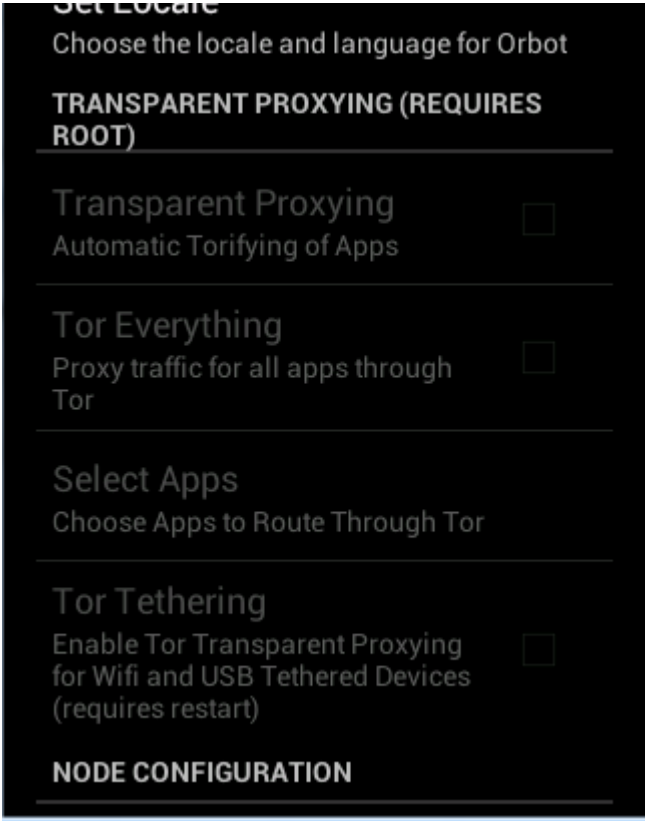 Set Locale
Choose the locale and language for Orbot
TRANSPARENT PROXYING (REQUIRES
ROOT)
Transparent Proxying
Automatic Torifying of Apps
Tor Everything
Proxy traffic for all apps through
Tor
Select Apps
Choose Apps to Route Through Tor
Tor Tethering
Enable Tor Transparent Proxying
for Wifi and USB Tethered Devices
(requires restart)
NODE CONFIGURATION